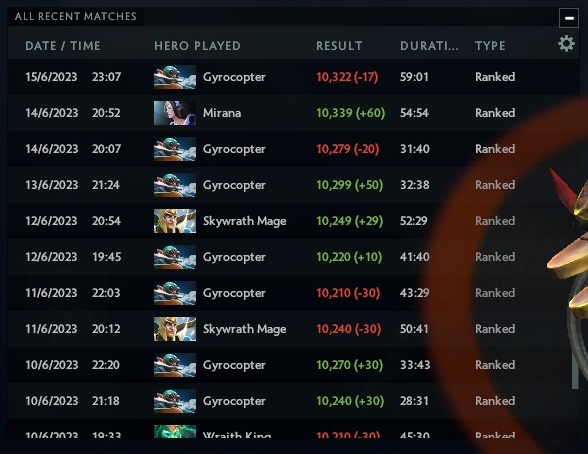 ALL RECENT MATCHES
DATE / TIME HERO PLAYED RESULT DURATI... TYPE
15/6/2023 23:07 Gyrocopter 10,322 (-17) 59:01 Ranked
14/6/2023 20:52 Mirana 10,339 (+60) 54:54 Ranked
14/6/2023 20:07 Gyrocopter 10,279 (-20) 31:40 Ranked
13/6/2023 21:24 Gyrocopter 10,299 (+50) 32:38 Ranked
12/6/2023 20:54 Skywrath Mage 10,249 (+29) 52:29 Ranked
12/6/2023 19:45 Gyrocopter 10,220 (+10) 41:40 Ranked
11/6/2023 22:03 Gyrocopter 10,210 (-30) 43:29 Ranked
11/6/2023 20:12 Skywrath Mage 10,240 (-30) 50:41 Ranked
10/6/2023 22:20 Gyrocopter 10,270 (+30) 33:43 Ranked
10/6/2023 21:18 Gyrocopter 10,240 (+30) 28:31 Ranked
10/6/2023 19:33 Wraith King 10,210 (-30) 45:30 Ranked